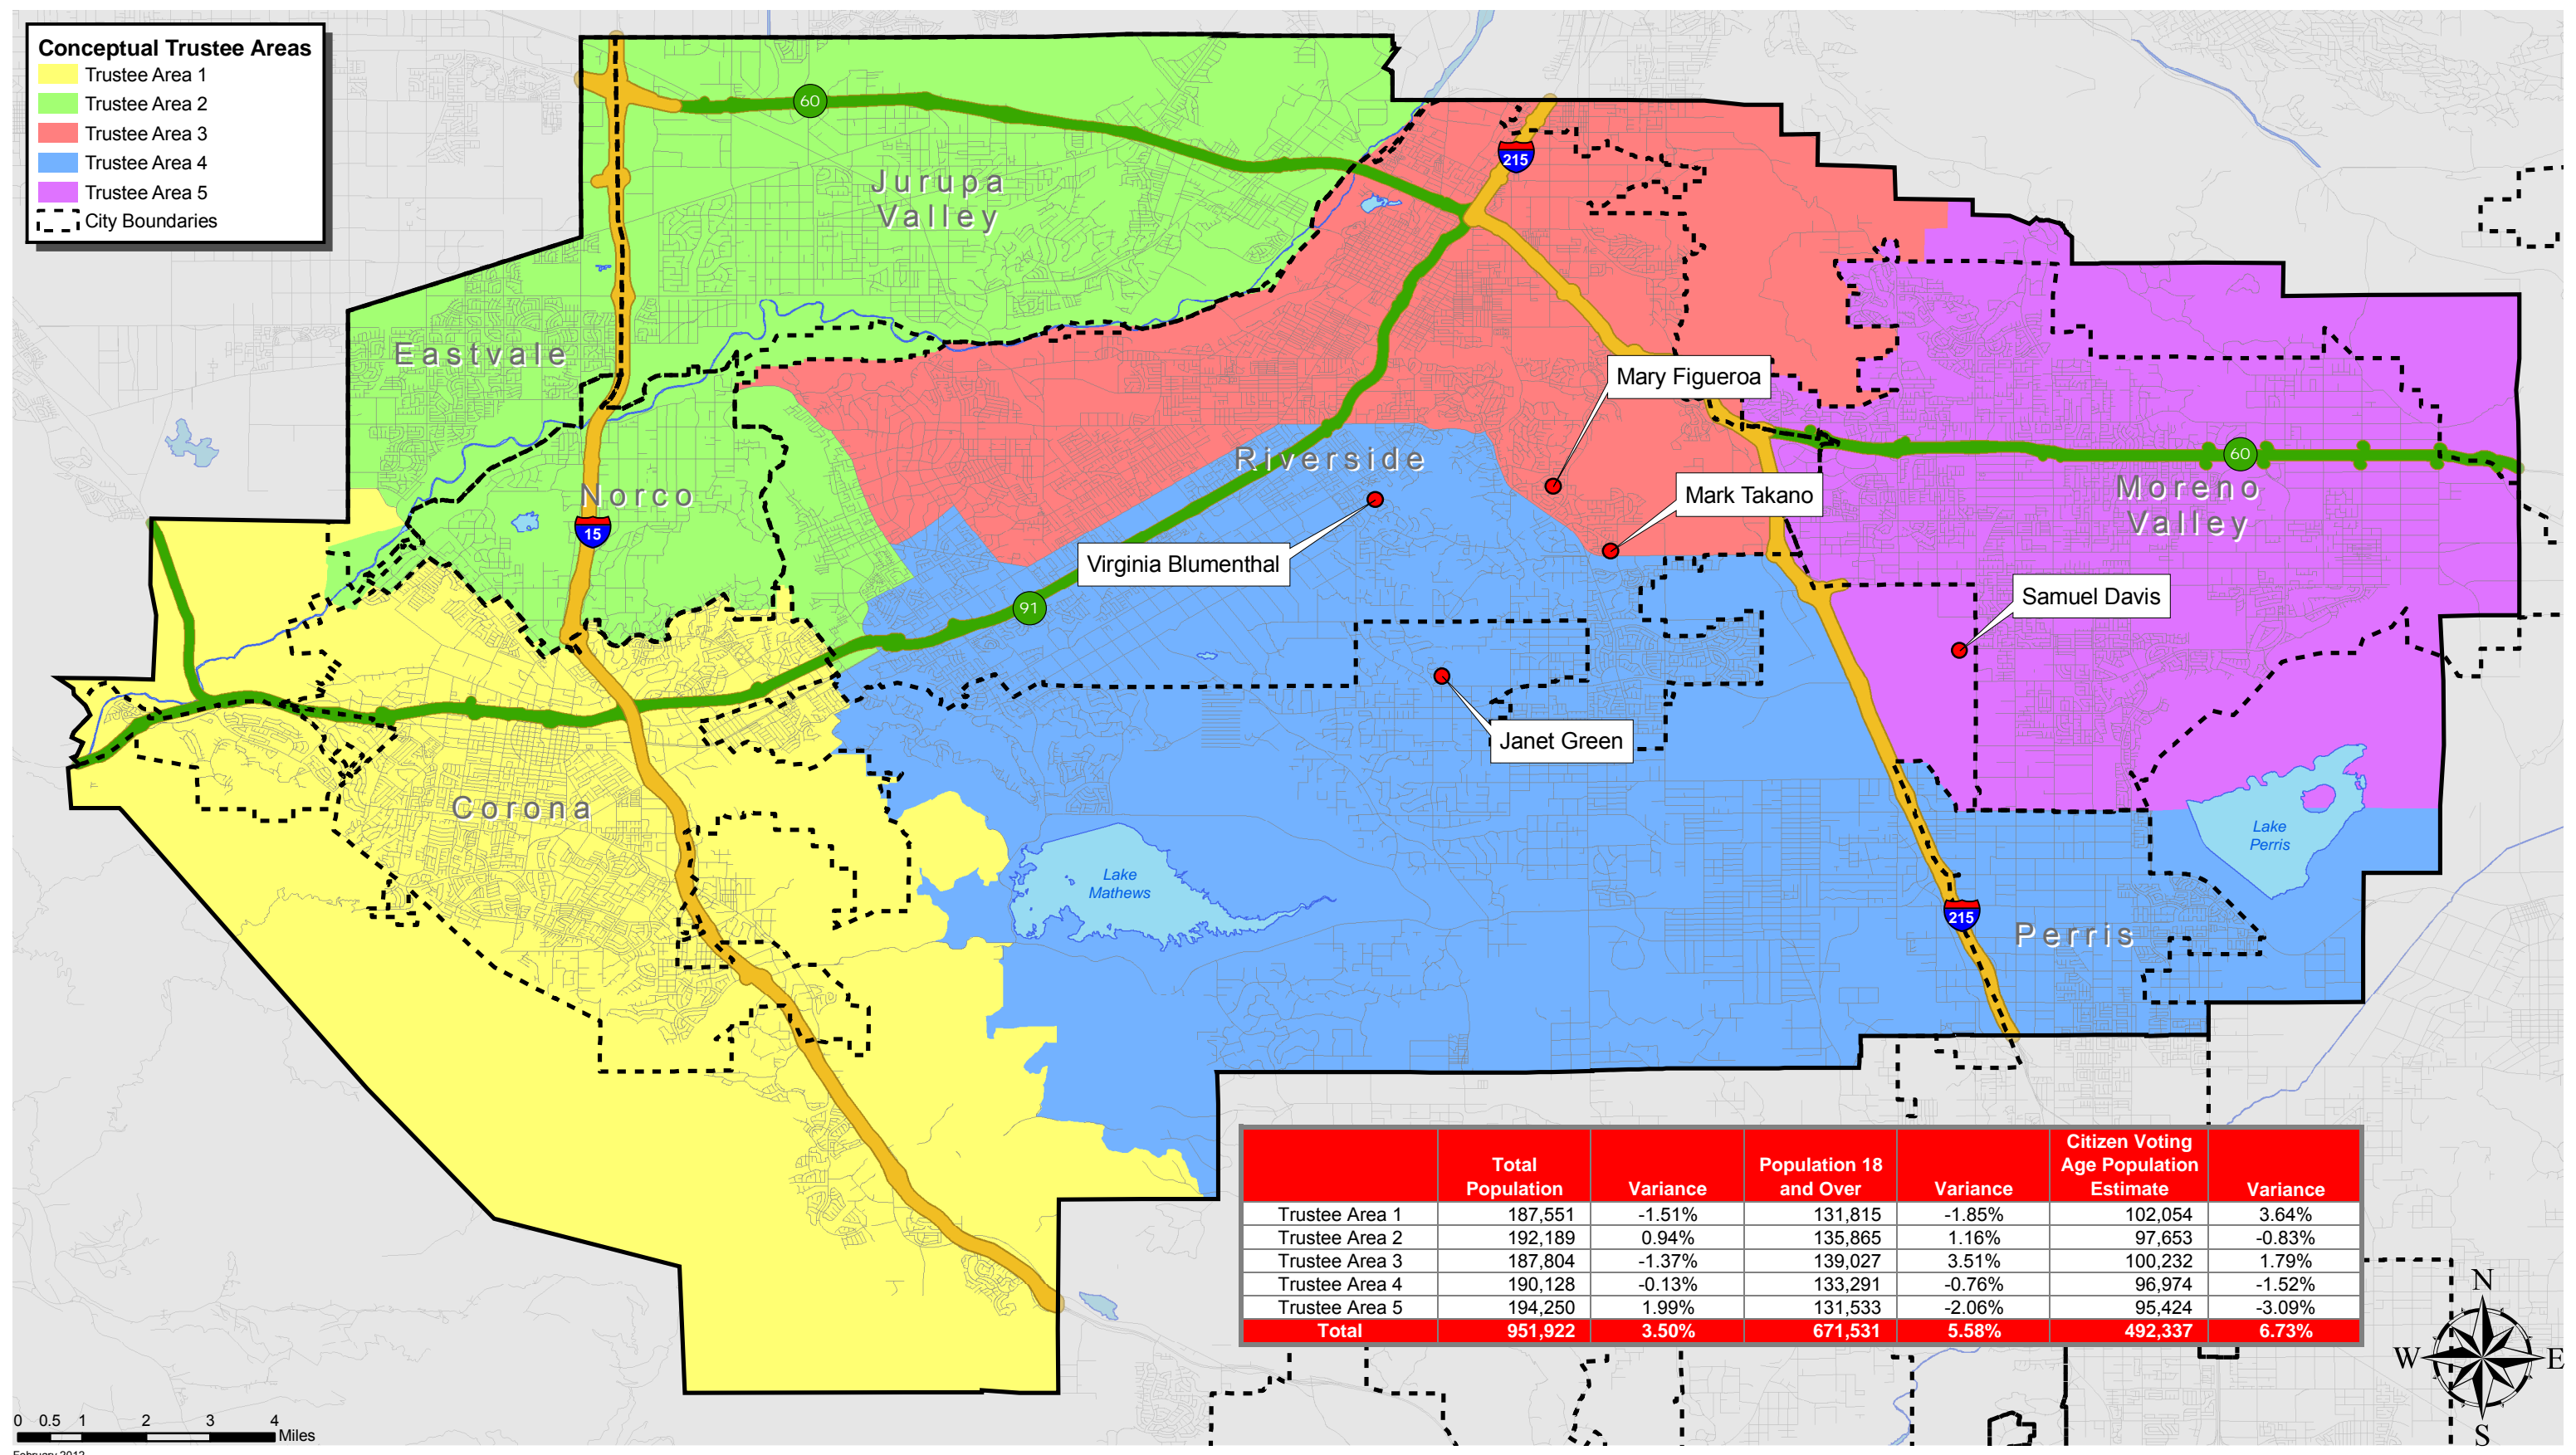 Conceptual Trustee Areas
Trustee Area 1
Trustee Area 2
Trustee Area 3
Trustee Area 4
Trustee Area 5
City Boundaries
60
215
Jurupa
Valley
Eastvale
Mary Figueroa
Riverside
60
Norco
Mark Takano
Moreno
Valley
15
Virginia Blumenthal
91
Samuel Davis
Janet Green
Corona
Lake
Mathews
Lake
Perris
215
Perris
Total Population	Variance	Population 18 and Over	Variance	Citizen Voting Age Population Estimate	Variance
Trustee Area 1	187,551	-1.51%	131,815	-1.85%	102,054	3.64%
Trustee Area 2	192,189	0.94%	135,865	1.16%	97,653	-0.83%
Trustee Area 3	187,804	-1.37%	139,027	3.51%	100,232	1.79%
Trustee Area 4	190,128	-0.13%	133,291	-0.76%	96,974	-1.52%
Trustee Area 5	194,250	1.99%	131,533	-2.06%	95,424	-3.09%
Total	951,922	3.50%	671,531	5.58%	492,337	6.73%
N
W E
S
0 0.5 1 2 3 4
Miles
February 2012